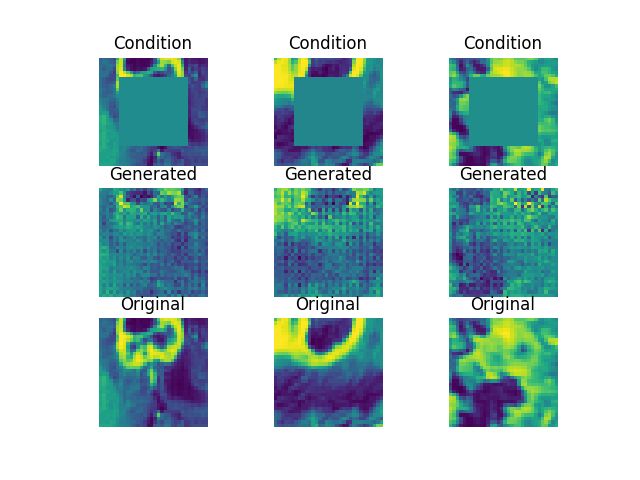 Condition Condition Condition
Generated Generated Generated
Original Original Original